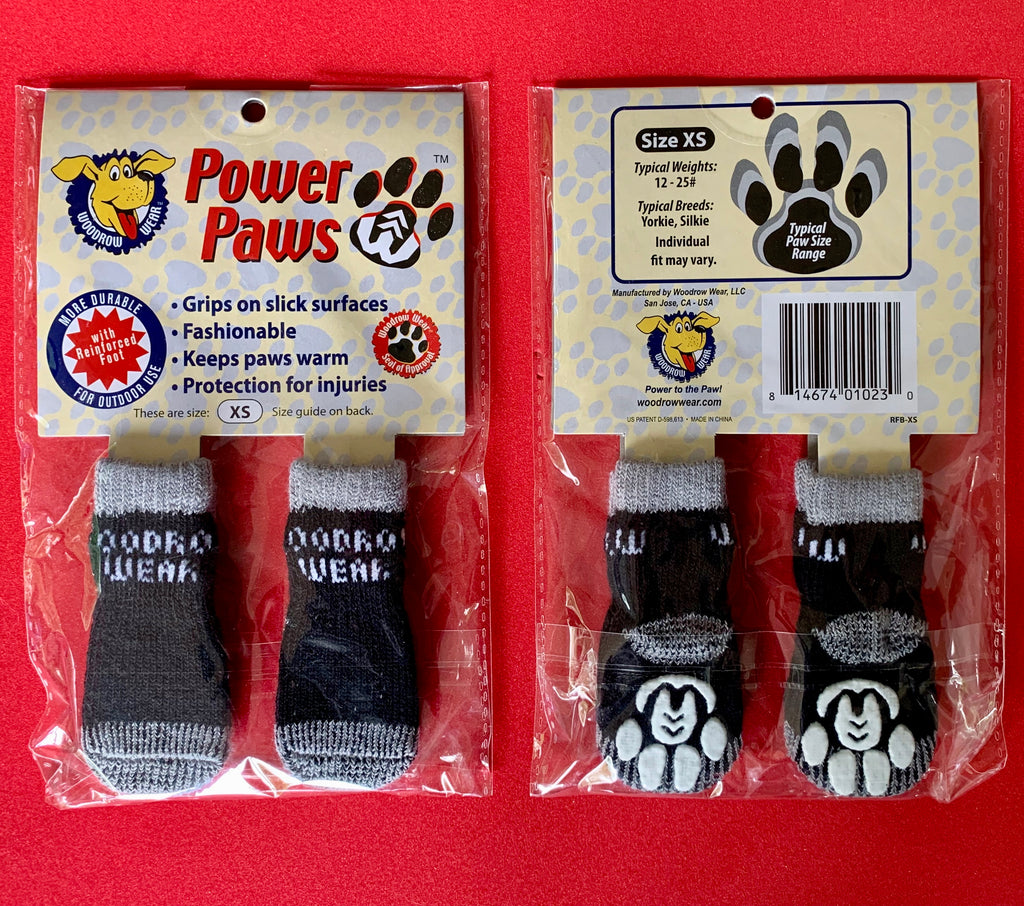 Power
Paws
TM
WOODROW WEAR
TM
MORE DURABLE
with
Reinforced
Foot
FOR OUTDOOR USE
• Grips on slick surfaces
• Fashionable
• Keeps paws warm
• Protection for injuries
Woodrow Wear
Seal of Approval
These are size: XS Size guide on back.
WOODRO
WEAR
WOODRO
WEAR
Size XS
Typical Weights:
12 - 25#
Typical Breeds:
Yorkie, Silkie
Individual
fit may vary.
Typical
Paw Size
Range
Manufactured by Woodrow Wear, LLC
San Jose, CA - USA
WOODROW WEAR
Power to the Paw!
woodrowwear.com
8 14674 01023 0
US PATENT D-598,613 • MADE IN CHINA
RFB-XS